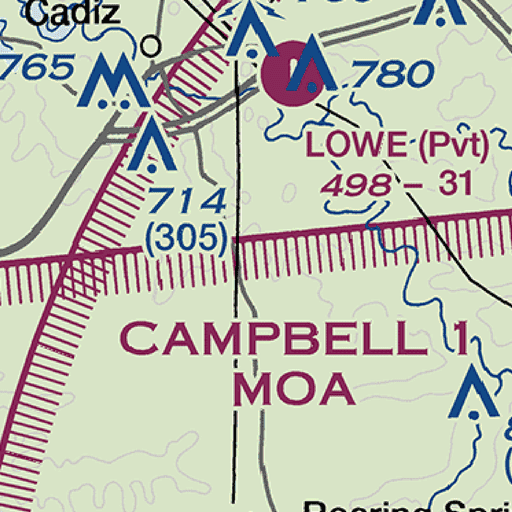 Cadiz
765
780
LOWE (Pvt)
498 - 31
714
(305)
CAMPBELL 1
MOA